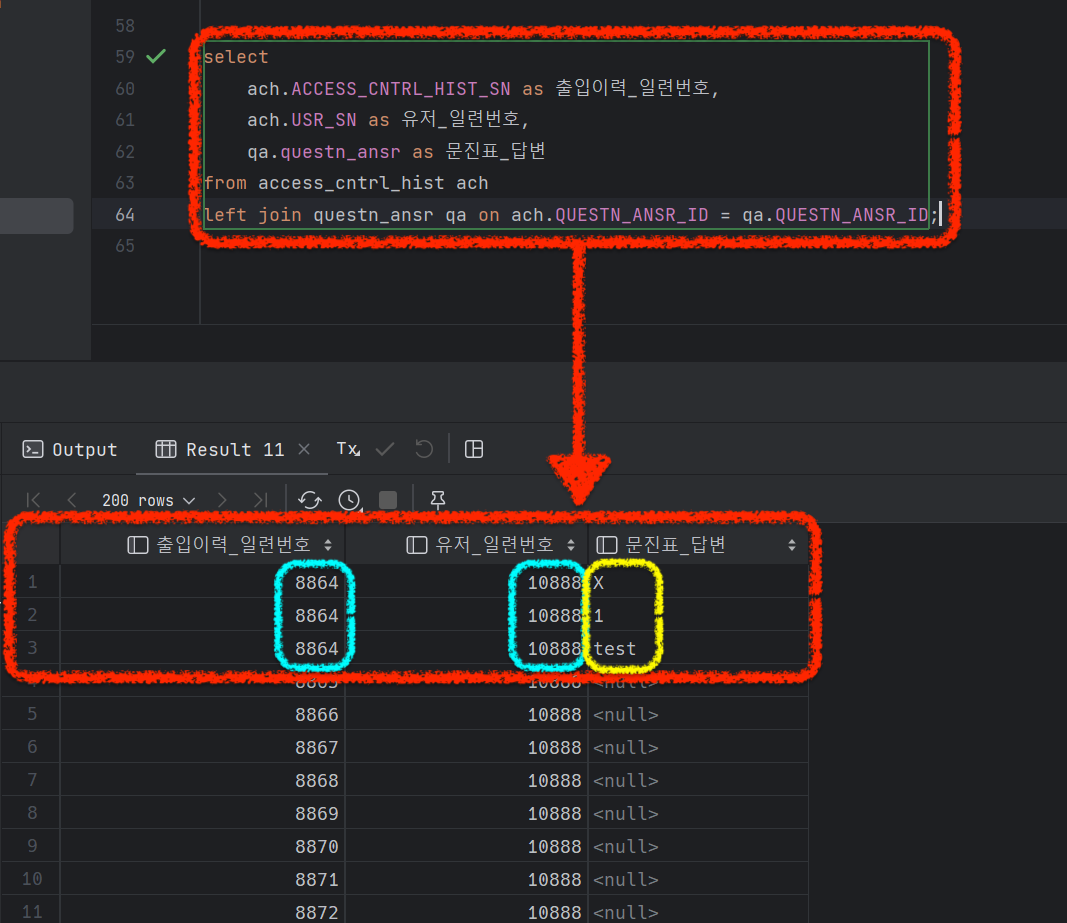 58
59 select
60 ach.ACCESS_CNTRL_HIST_SN as 출입이력_일련번호,
61 ach.USR_SN as 유저_일련번호,
62 qa.questn_ansr as 문진표_답변
63 from access_cntrl_hist ach
64 left join questn_ansr qa on ach.QUESTN_ANSR_ID = qa.QUESTN_ANSR_ID;
65
Output Result 11 × Tx
200 rows
출입이력_일련번호 유저_일련번호 문진표_답변
1 8864 10888 X
2 8864 10888 1
3 8864 10888 test
4 8865 10888 <null>
5 8866 10888 <null>
6 8867 10888 <null>
7 8868 10888 <null>
8 8869 10888 <null>
9 8870 10888 <null>
10 8871 10888 <null>
11 8872 10888 <null>